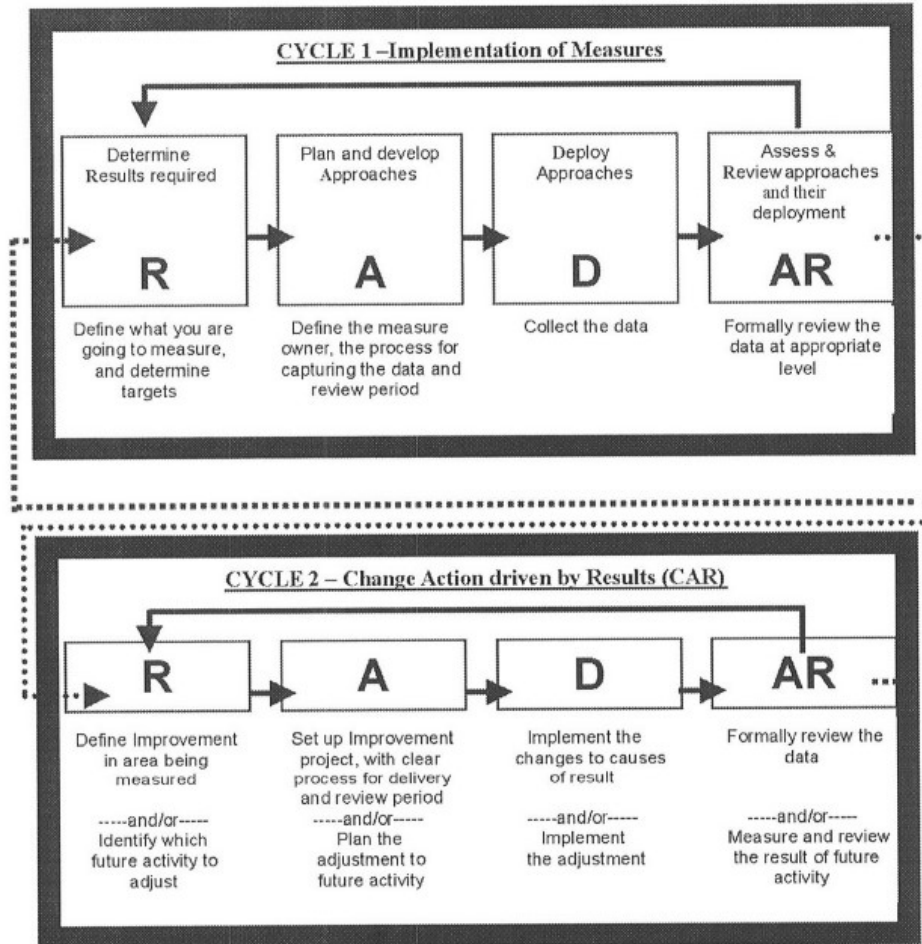 CYCLE 1 –Implementation of Measures
Determine
Results required
R
Define what you are
going to measure,
and determine
targets
Plan and develop
Approaches
A
Define the measure
owner, the process for
capturing the data and
review period
Deploy
Approaches
D
Collect the data
Assess &
Review approaches
and their
deployment
AR
Formally review the
data at appropriate
level
CYCLE 2 – Change Action driven by Results (CAR)
R
Define Improvement
in area being
measured
-----and/or-----
Identify which
future activity to
adjust
A
Set up Improvement
project, with clear
process for delivery
and review period
-----and/or-----
Plan the
adjustment to
future activity
D
Implement the
changes to causes
of result
-----and/or-----
Implement
the adjustment
AR
Formally review the
data
-----and/or-----
Measure and review
the result of future
activity